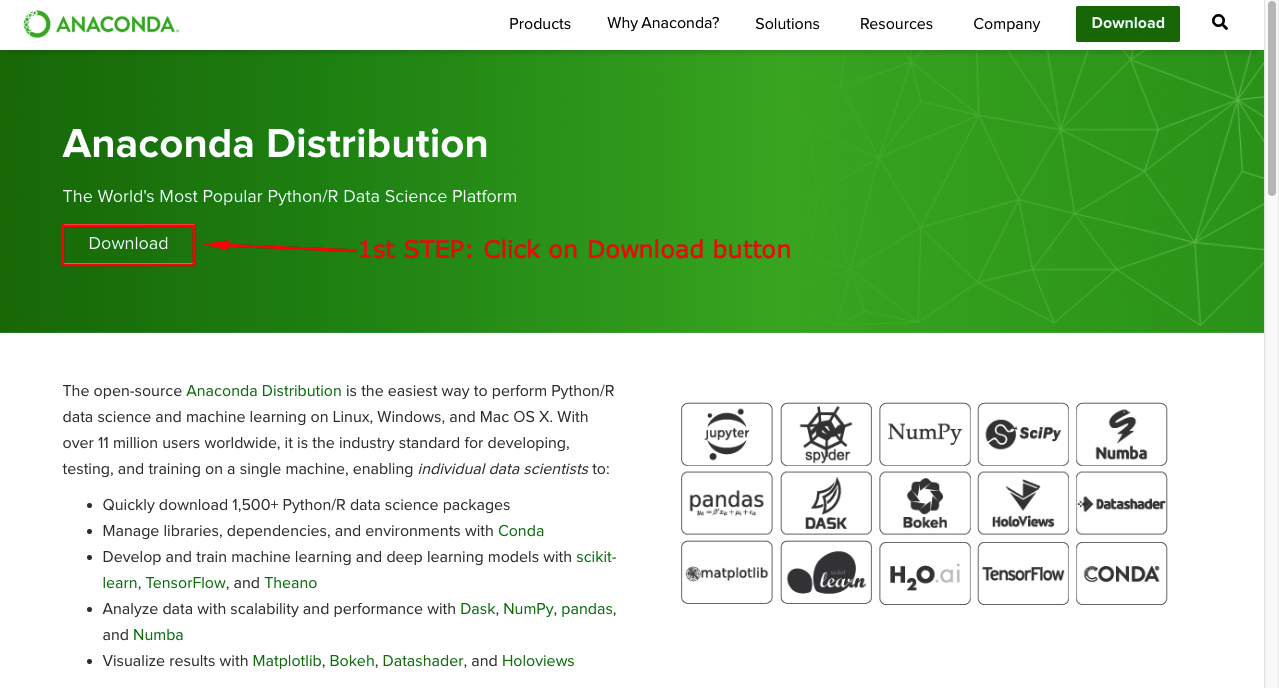 ANACONDA.
Products
Why Anaconda?
Solutions
Resources
Company
Download
Anaconda Distribution
The World's Most Popular Python/R Data Science Platform
Download
1st STEP: Click on Download button
The open-source Anaconda Distribution is the easiest way to perform Python/R
data science and machine learning on Linux, Windows, and Mac OS X. With
over 11 million users worldwide, it is the industry standard for developing,
testing, and training on a single machine, enabling individual data scientists to:
• Quickly download 1,500+ Python/R data science packages
• Manage libraries, dependencies, and environments with Conda
• Develop and train machine learning and deep learning models with scikit-
learn, TensorFlow, and Theano
• Analyze data with scalability and performance with Dask, NumPy, pandas,
and Numba
• Visualize results with Matplotlib, Bokeh, Datashader, and Holoviews
jupyter
spyder
NumPy
SciPy
Numba
pandas
DASK
Bokeh
HoloViews
Datashader
matplotlib
scikit
learn
H2O.ai
TensorFlow
CONDA